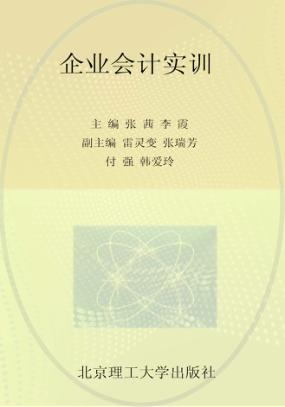 企业会计实训
主 编 张 茜 李 霞
副主编 雷灵变 张瑞芳
付 强 韩爱玲
北京理工大学出版社